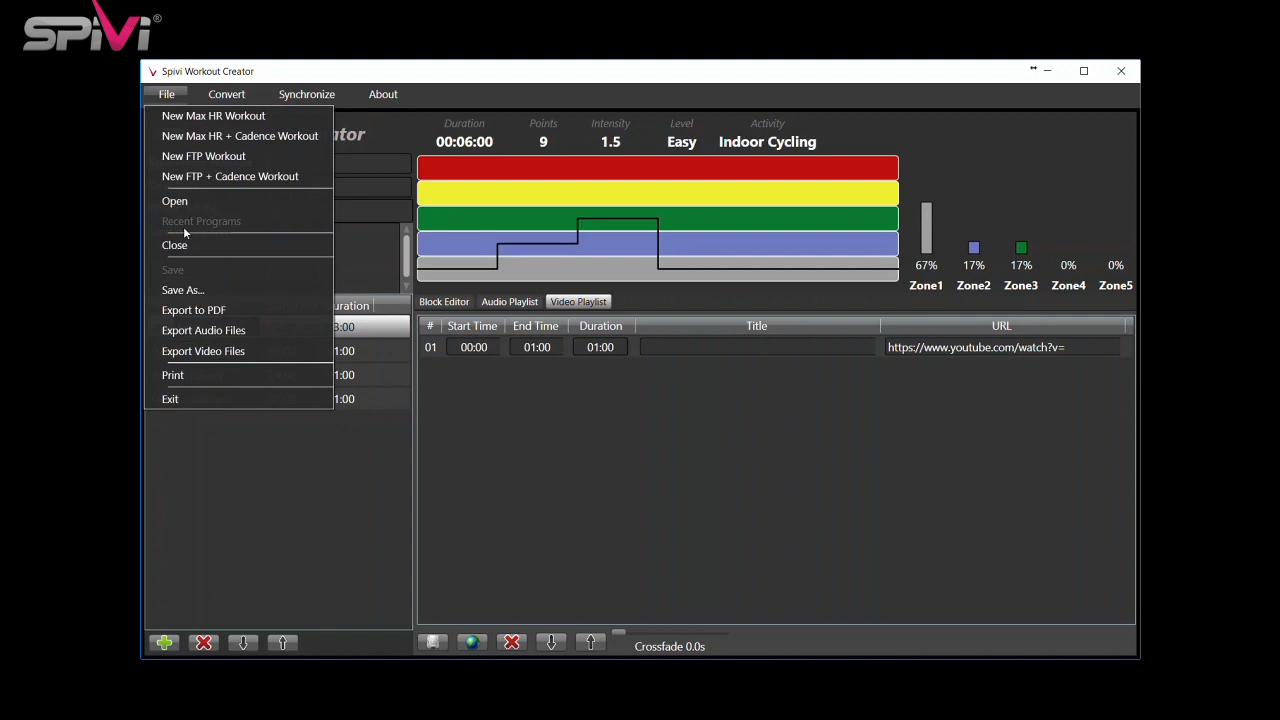 SPIVI®
Spivi Workout Creator
File Convert Synchronize About
New Max HR Workout
New Max HR + Cadence Workout
New FTP Workout
New FTP + Cadence Workout
Open
Recent Programs
Close
Save
Save As...
Export to PDF
Export Audio Files
Export Video Files
Print
Exit
ator
Duration Points Intensity Level Activity
00:06:00 9 1.5 Easy Indoor Cycling
67% 17% 17% 0% 0%
Zone1 Zone2 Zone3 Zone4 Zone5
uration
3:00
1:00
1:00
1:00
Block Editor Audio Playlist Video Playlist
# Start Time End Time Duration Title URL
01 00:00 01:00 01:00 https://www.youtube.com/watch?v=
Crossfade 0.0s